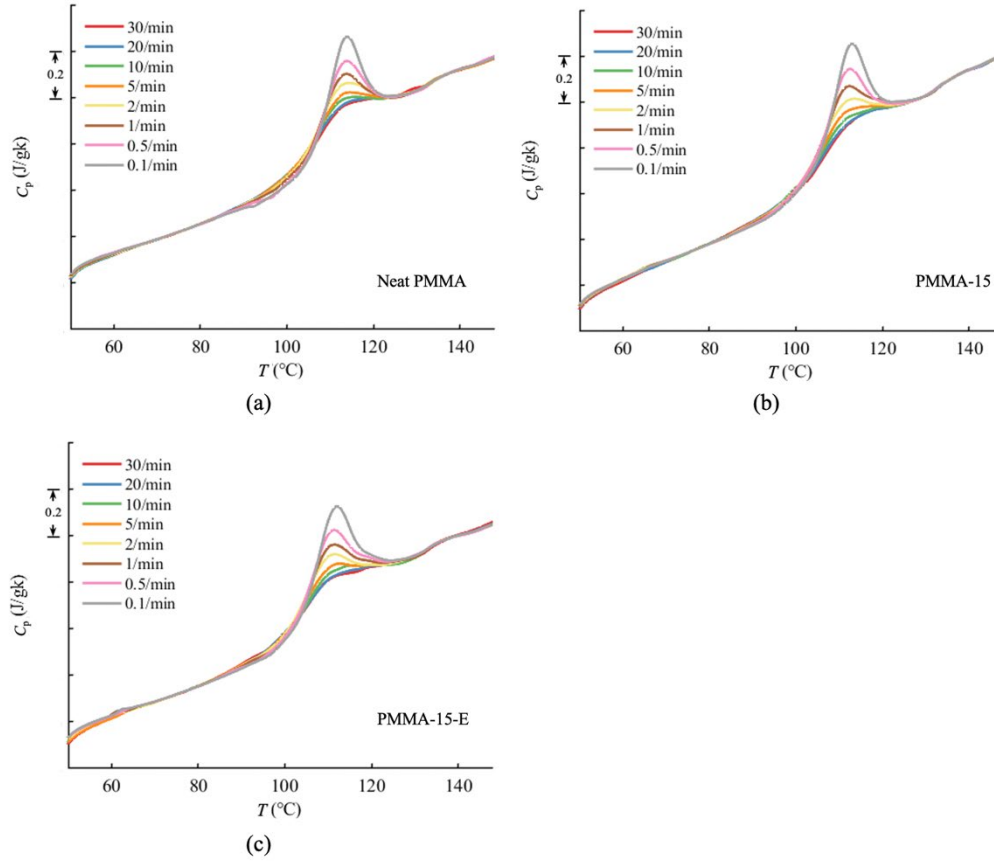 30/min
20/min
10/min
5/min
2/min
1/min
0.5/min
0.1/min
0.2
Cp (J/gk)
Neat PMMA
60 80 100 120 140
T (°C)
(a)
30/min
20/min
10/min
5/min
2/min
1/min
0.5/min
0.1/min
0.2
Cp (J/gk)
PMMA-15
60 80 100 120 140
T (°C)
(b)
30/min
20/min
10/min
5/min
2/min
1/min
0.5/min
0.1/min
0.2
Cp (J/gk)
PMMA-15-E
60 80 100 120 140
T (°C)
(c)